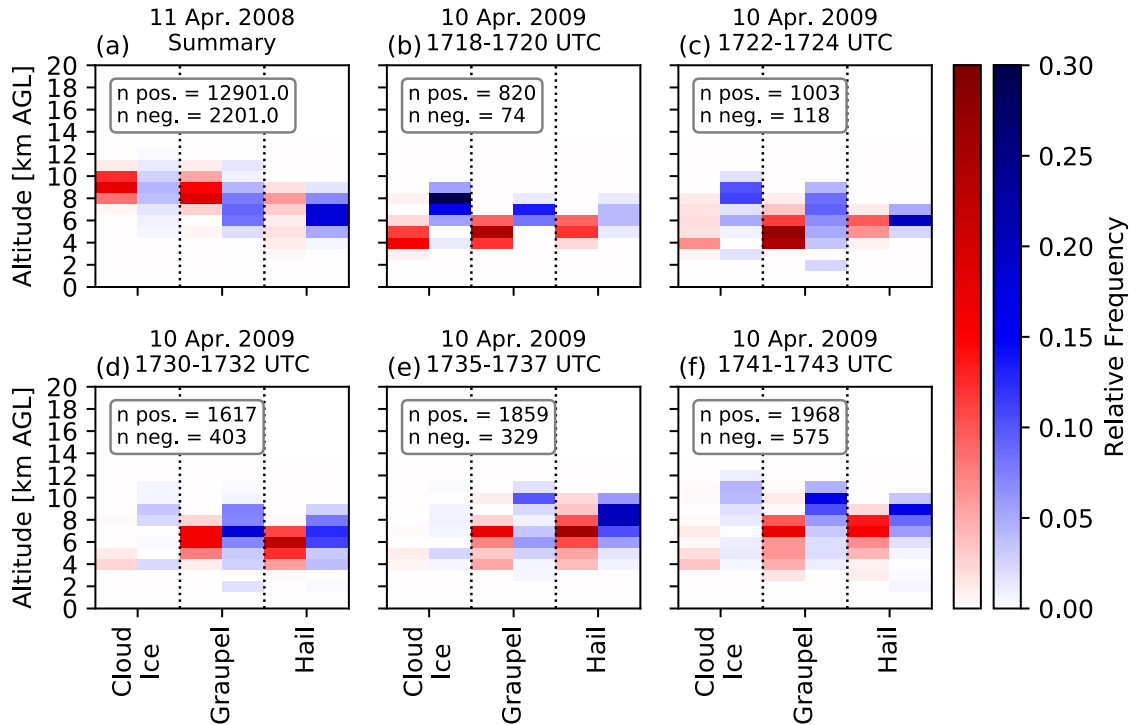 11 Apr. 2008
Summary
(a)
10 Apr. 2009
1718-1720 UTC
(b)
10 Apr. 2009
1722-1724 UTC
(c)
Altitude [km AGL]
20
18
16
14
12
10
8
6
4
2
0
n pos. = 12901.0
n neg. = 2201.0
n pos. = 820
n neg. = 74
n pos. = 1003
n neg. = 118
10 Apr. 2009
1730-1732 UTC
(d)
10 Apr. 2009
1735-1737 UTC
(e)
10 Apr. 2009
1741-1743 UTC
(f)
Altitude [km AGL]
20
18
16
14
12
10
8
6
4
2
0
n pos. = 1617
n neg. = 403
n pos. = 1859
n neg. = 329
n pos. = 1968
n neg. = 575
Cloud
Ice
Graupel
Hail
Cloud
Ice
Graupel
Hail
Cloud
Ice
Graupel
Hail
0.30
0.25
0.20
0.15
0.10
0.05
0.00
Relative Frequency